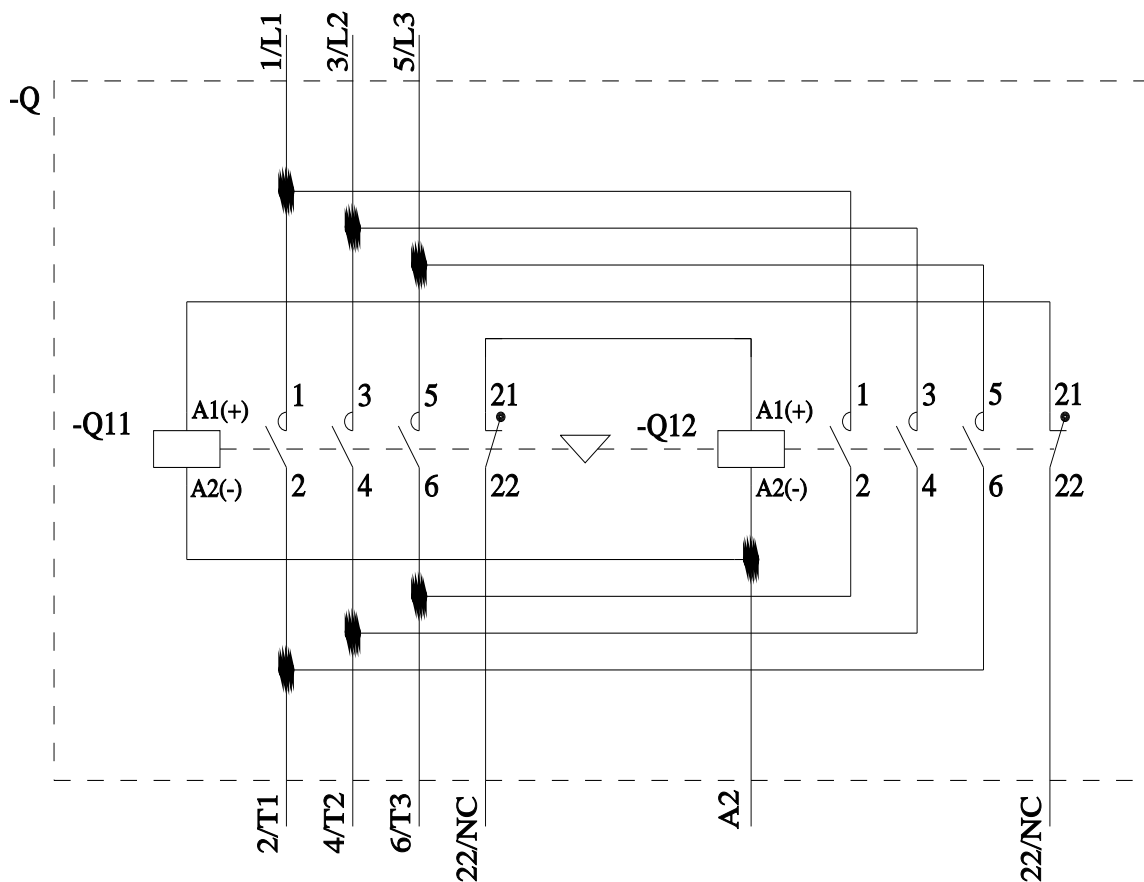 1/L1
3/L2
5/L3
-Q
1
3
5
21
1
3
5
21
A1(+)
A1(+)
-Q11
-Q12
A2(-)
2
4
6
22
A2(-)
2
4
6
22
2/T1
4/T2
6/T3
22/NC
A2
22/NC